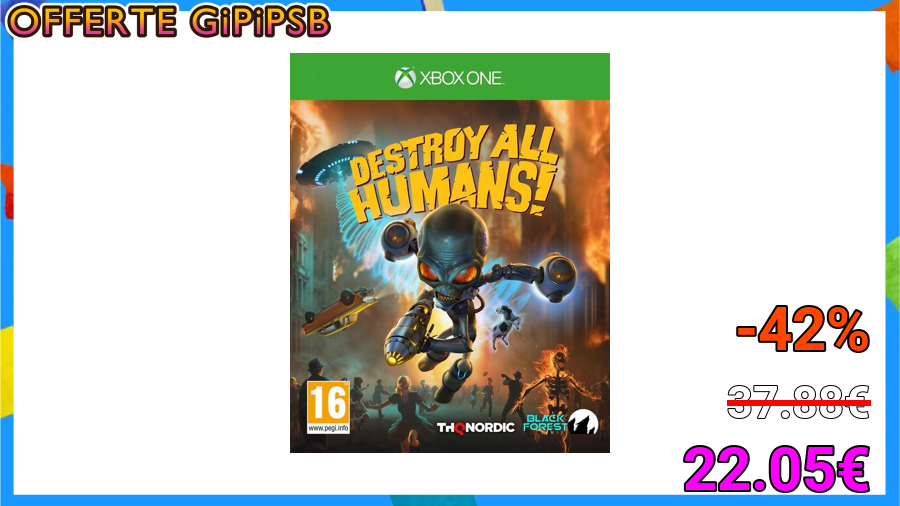 OFFERTE GiPiPSB
XBOX ONE
DESTROY ALL
HUMANS!
-42%
37.88€
22.05€
16
www.pegi.info
THQ NORDIC
BLACK
FOREST